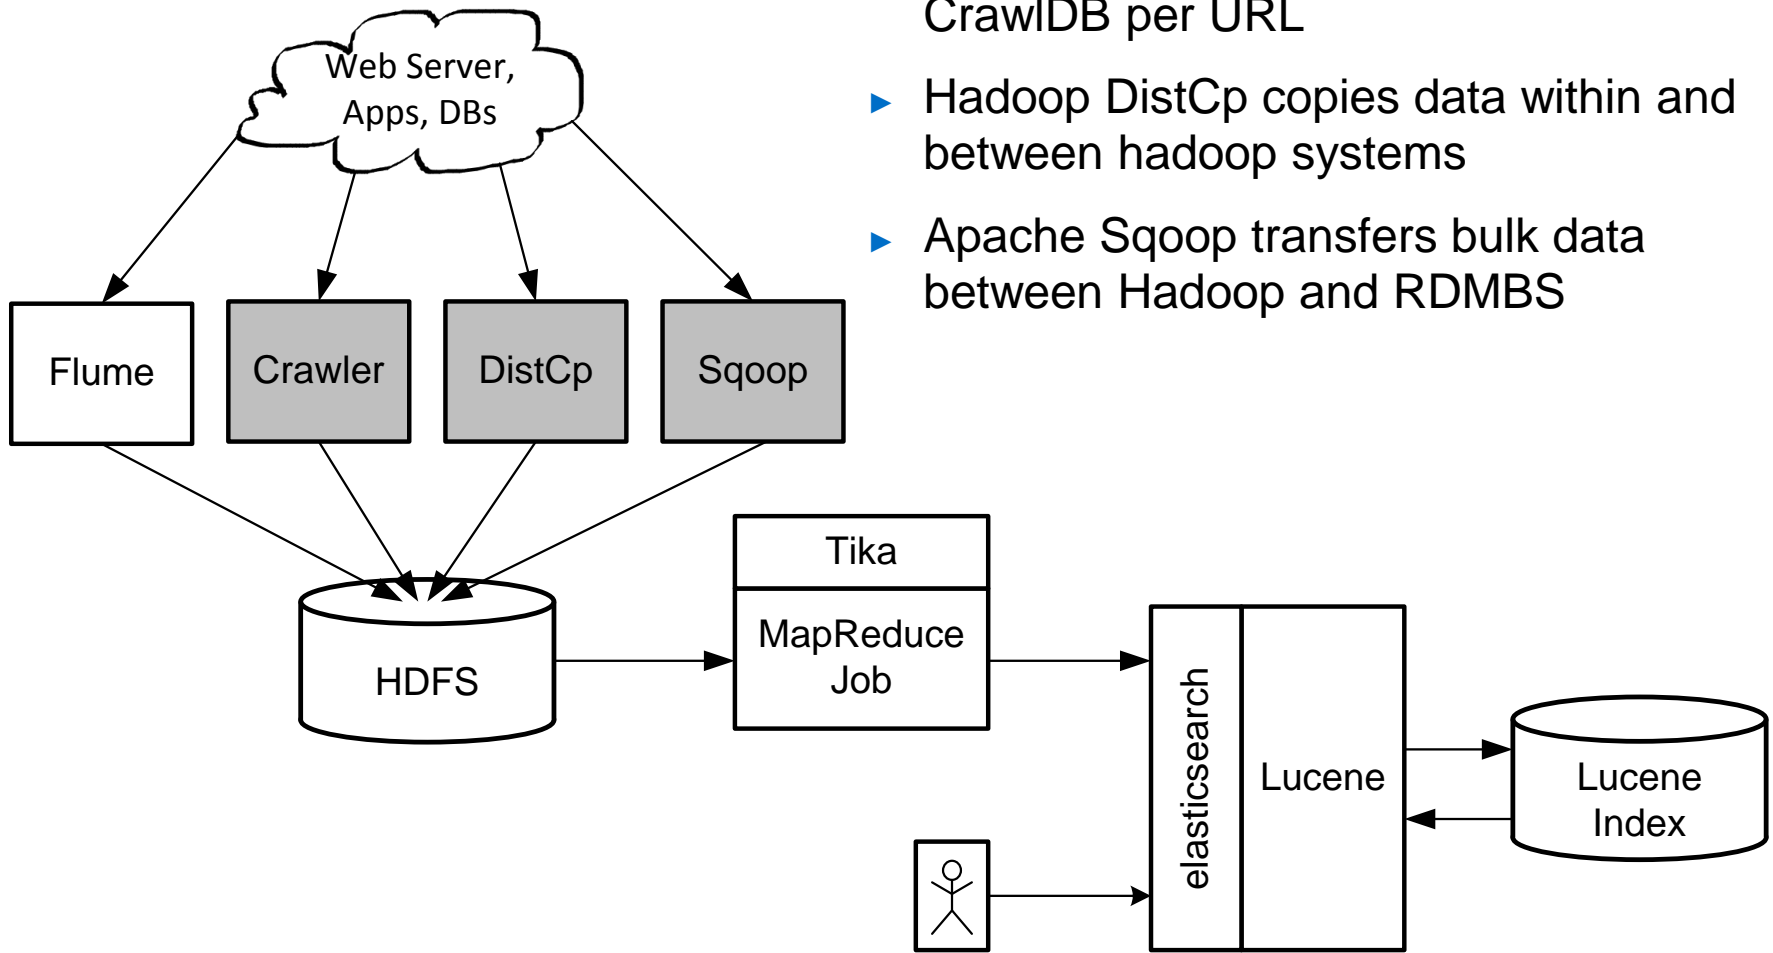 CrawlDB per URL
► Hadoop DistCp copies data within and
between hadoop systems
► Apache Sqoop transfers bulk data
between Hadoop and RDMBS
Web Server,
Apps, DBs
Flume
Crawler
DistCp
Sqoop
HDFS
Tika
MapReduce
Job
elasticsearch
Lucene
Lucene
Index